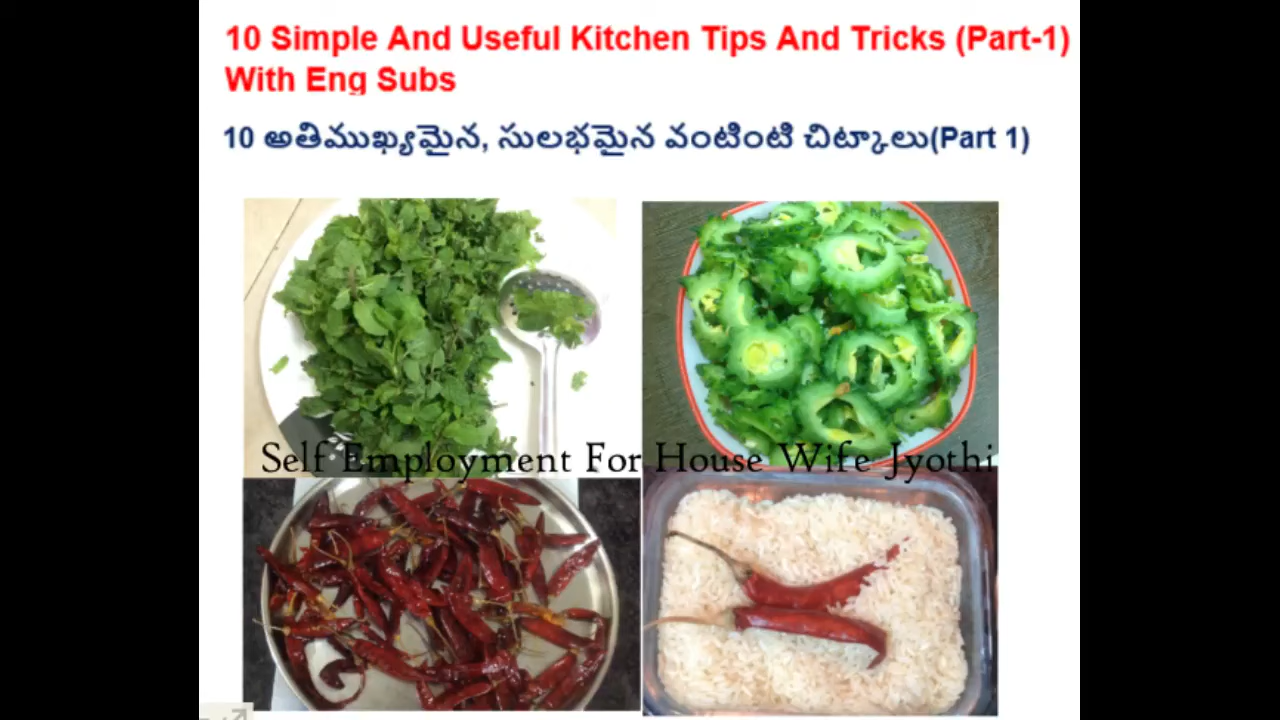 10 Simple And Useful Kitchen Tips And Tricks (Part-1)
With Eng Subs
10 అతిముఖ్యమైన, సులభమైన వంటింటి చిట్కాలు(Part 1)
Self Employment For House Wife Jyothi